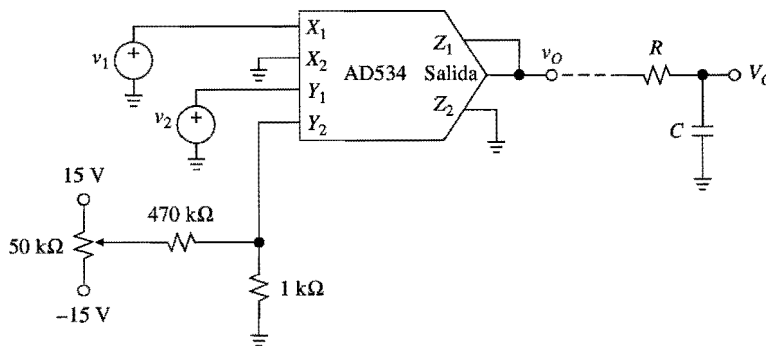 X1
Z1
v1
X2
AD534
Salida
vO
R
Y1
Z2
v2
Y2
C
15 V
470 kΩ
50 kΩ
1 kΩ
–15 V